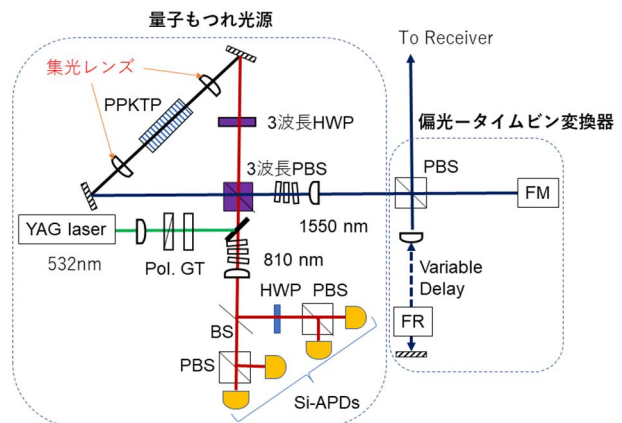 量子もつれ光源
To Receiver
集光レンズ
PPKTP
偏光ータイムビン変換器
3波長HWP
3波長PBS
PBS
FM
YAG laser
1550 nm
532nm
Pol. GT
810 nm
Variable
Delay
HWP
PBS
FR
BS
PBS
Si-APDs